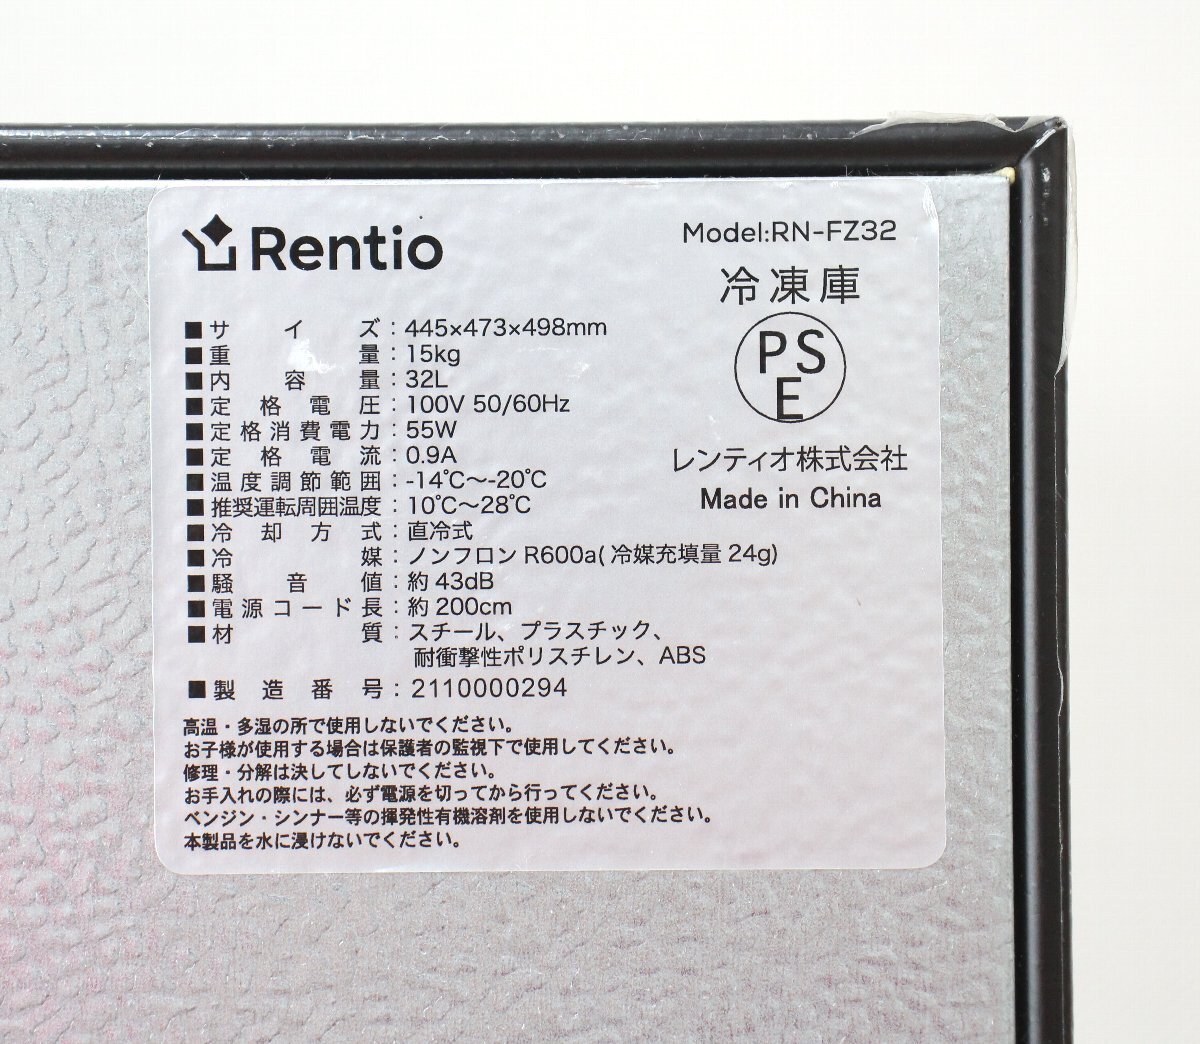 Rentio
Model:RN-FZ32
冷凍庫
PSE
レンティオ株式会社
Made in China
■サイズ：445×473×498mm
■重量：15kg
■内容量：32L
■定格電圧：100V 50/60Hz
■定格消費電力：55W
■定格電流：0.9A
■温度調節範囲：-14℃～-20℃
■推奨運転周囲温度：10℃～28℃
■冷却方式：直冷式
■冷媒：ノンフロン R600a( 冷媒充填量 24g)
■騒音値：約 43dB
■電源コード長：約 200cm
■材質：スチール、プラスチック、
耐衝撃性ポリスチレン、ABS
■製造番号：2110000294
高温・多湿の所で使用しないでください。
お子様が使用する場合は保護者の監視下で使用してください。
修理・分解は決してしないでください。
お手入れの際には、必ず電源を切ってから行ってください。
ベンジン・シンナー等の揮発性有機溶剤を使用しないでください。
本製品を水に浸けないでください。